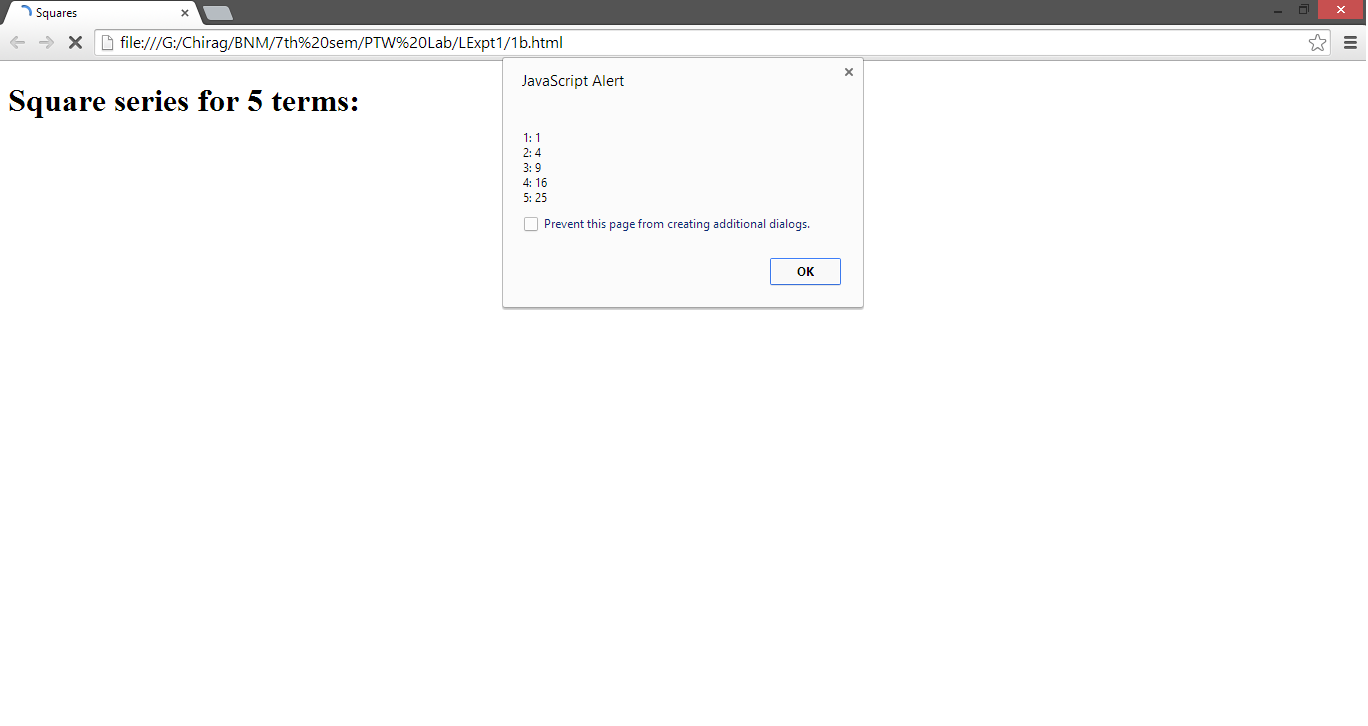 Squares
file:///G:/Chirag/BNM/7th%20sem/PTW%20Lab/LExpt1/1b.html
Square series for 5 terms:
JavaScript Alert
1: 1
2: 4
3: 9
4: 16
5: 25
Prevent this page from creating additional dialogs.
OK